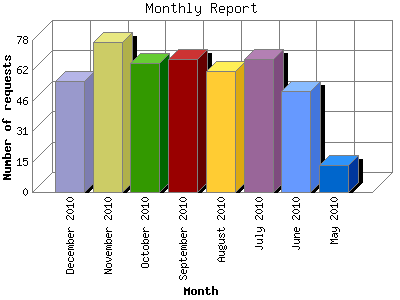 Monthly Report
Number of requests
78
62
46
31
15
0
December 2010
November 2010
October 2010
September 2010
August 2010
July 2010
June 2010
May 2010
Month